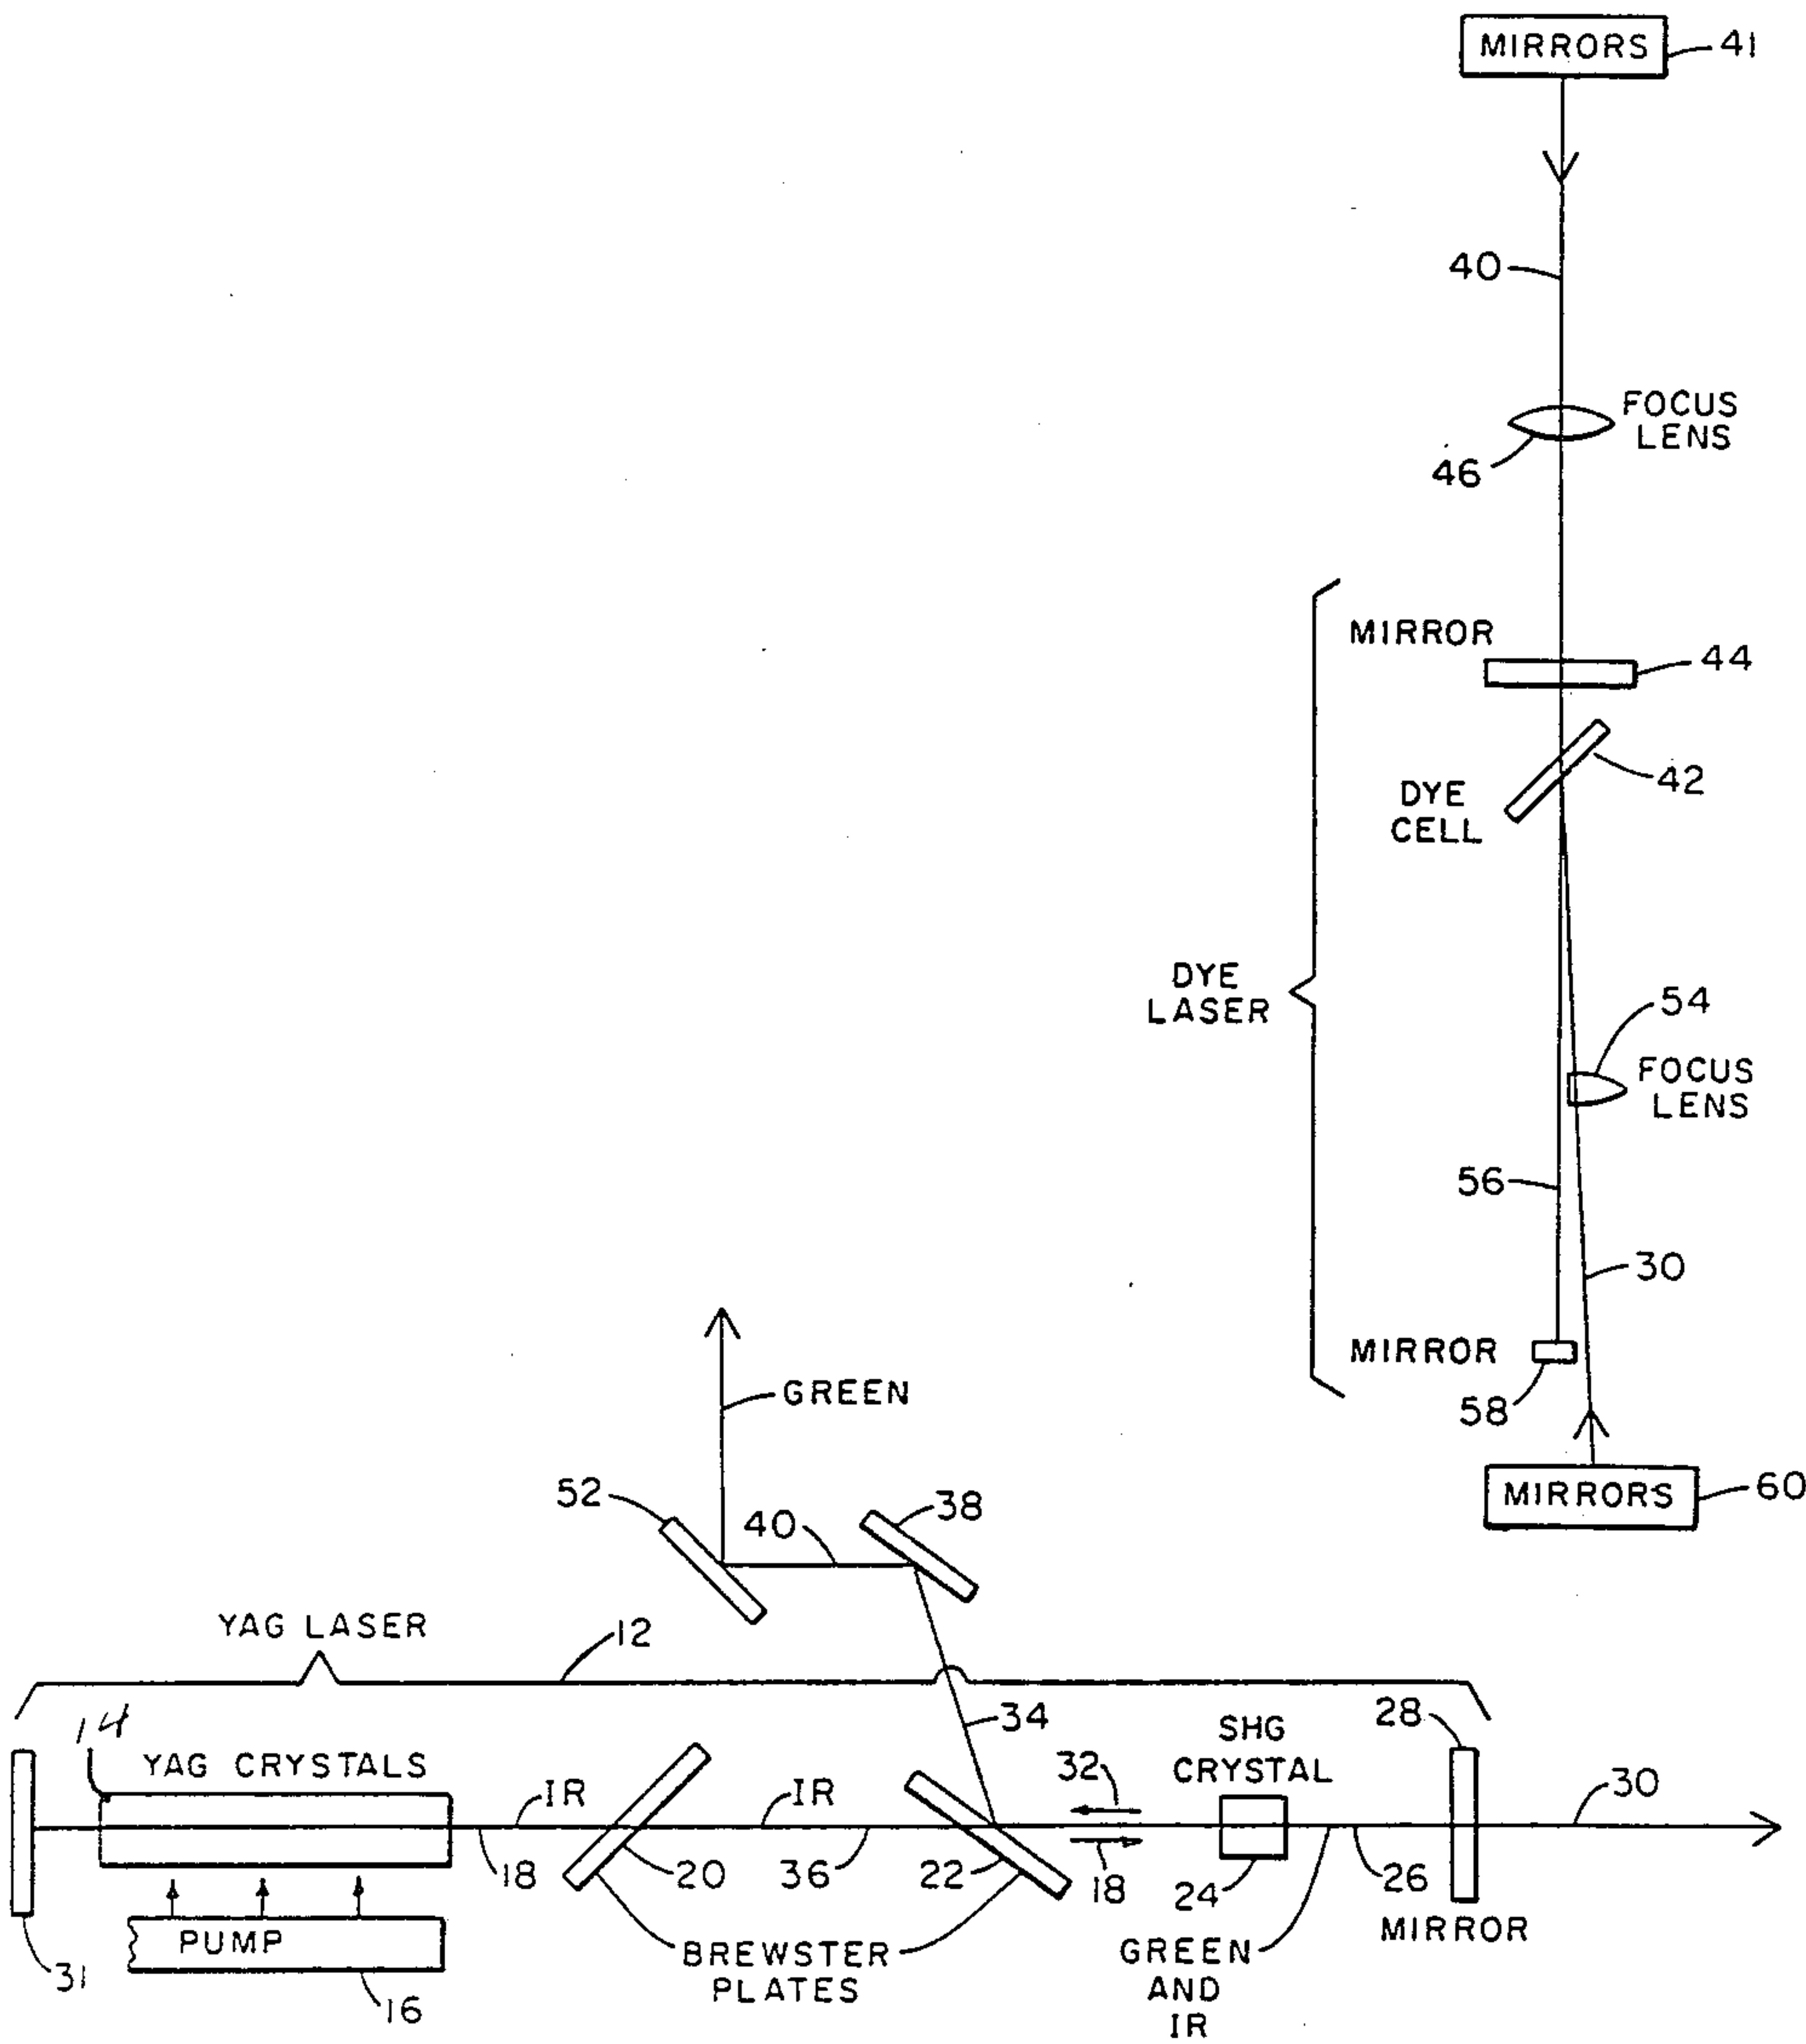 MIRRORS
41
40
FOCUS
LENS
46
MIRROR
44
42
DYE
CELL
DYE
LASER
54
FOCUS
LENS
56
30
MIRROR
58
GREEN
MIRRORS
60
52
40
38
YAG LASER
12
14
YAG CRYSTALS
IR
IR
34
SHG
CRYSTAL
28
32
30
18
20
36
22
18
24
26
PUMP
MIRROR
BREWSTER
PLATES
GREEN
AND
IR
31
16